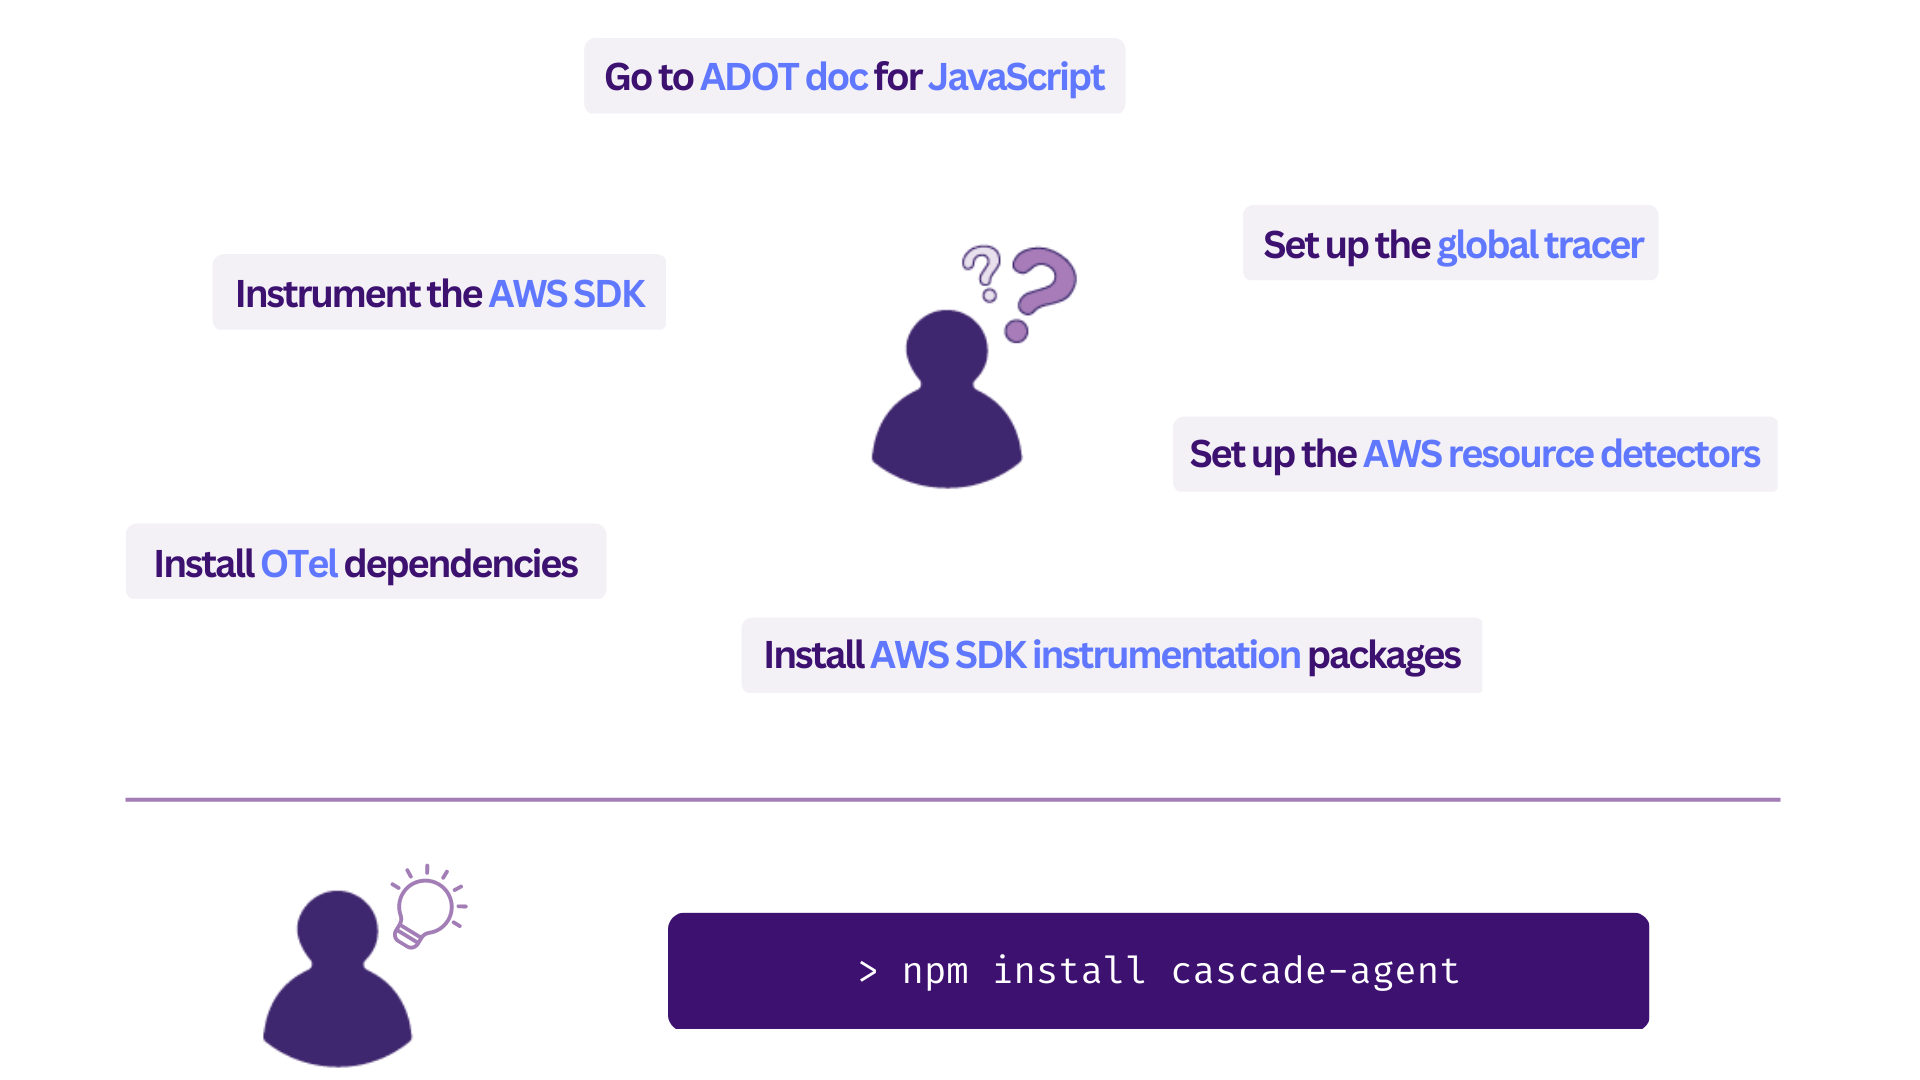 Go to ADOT doc for JavaScript
Set up the global tracer
Instrument the AWS SDK
Set up the AWS resource detectors
Install OTel dependencies
Install AWS SDK instrumentation packages
> npm install cascade-agent